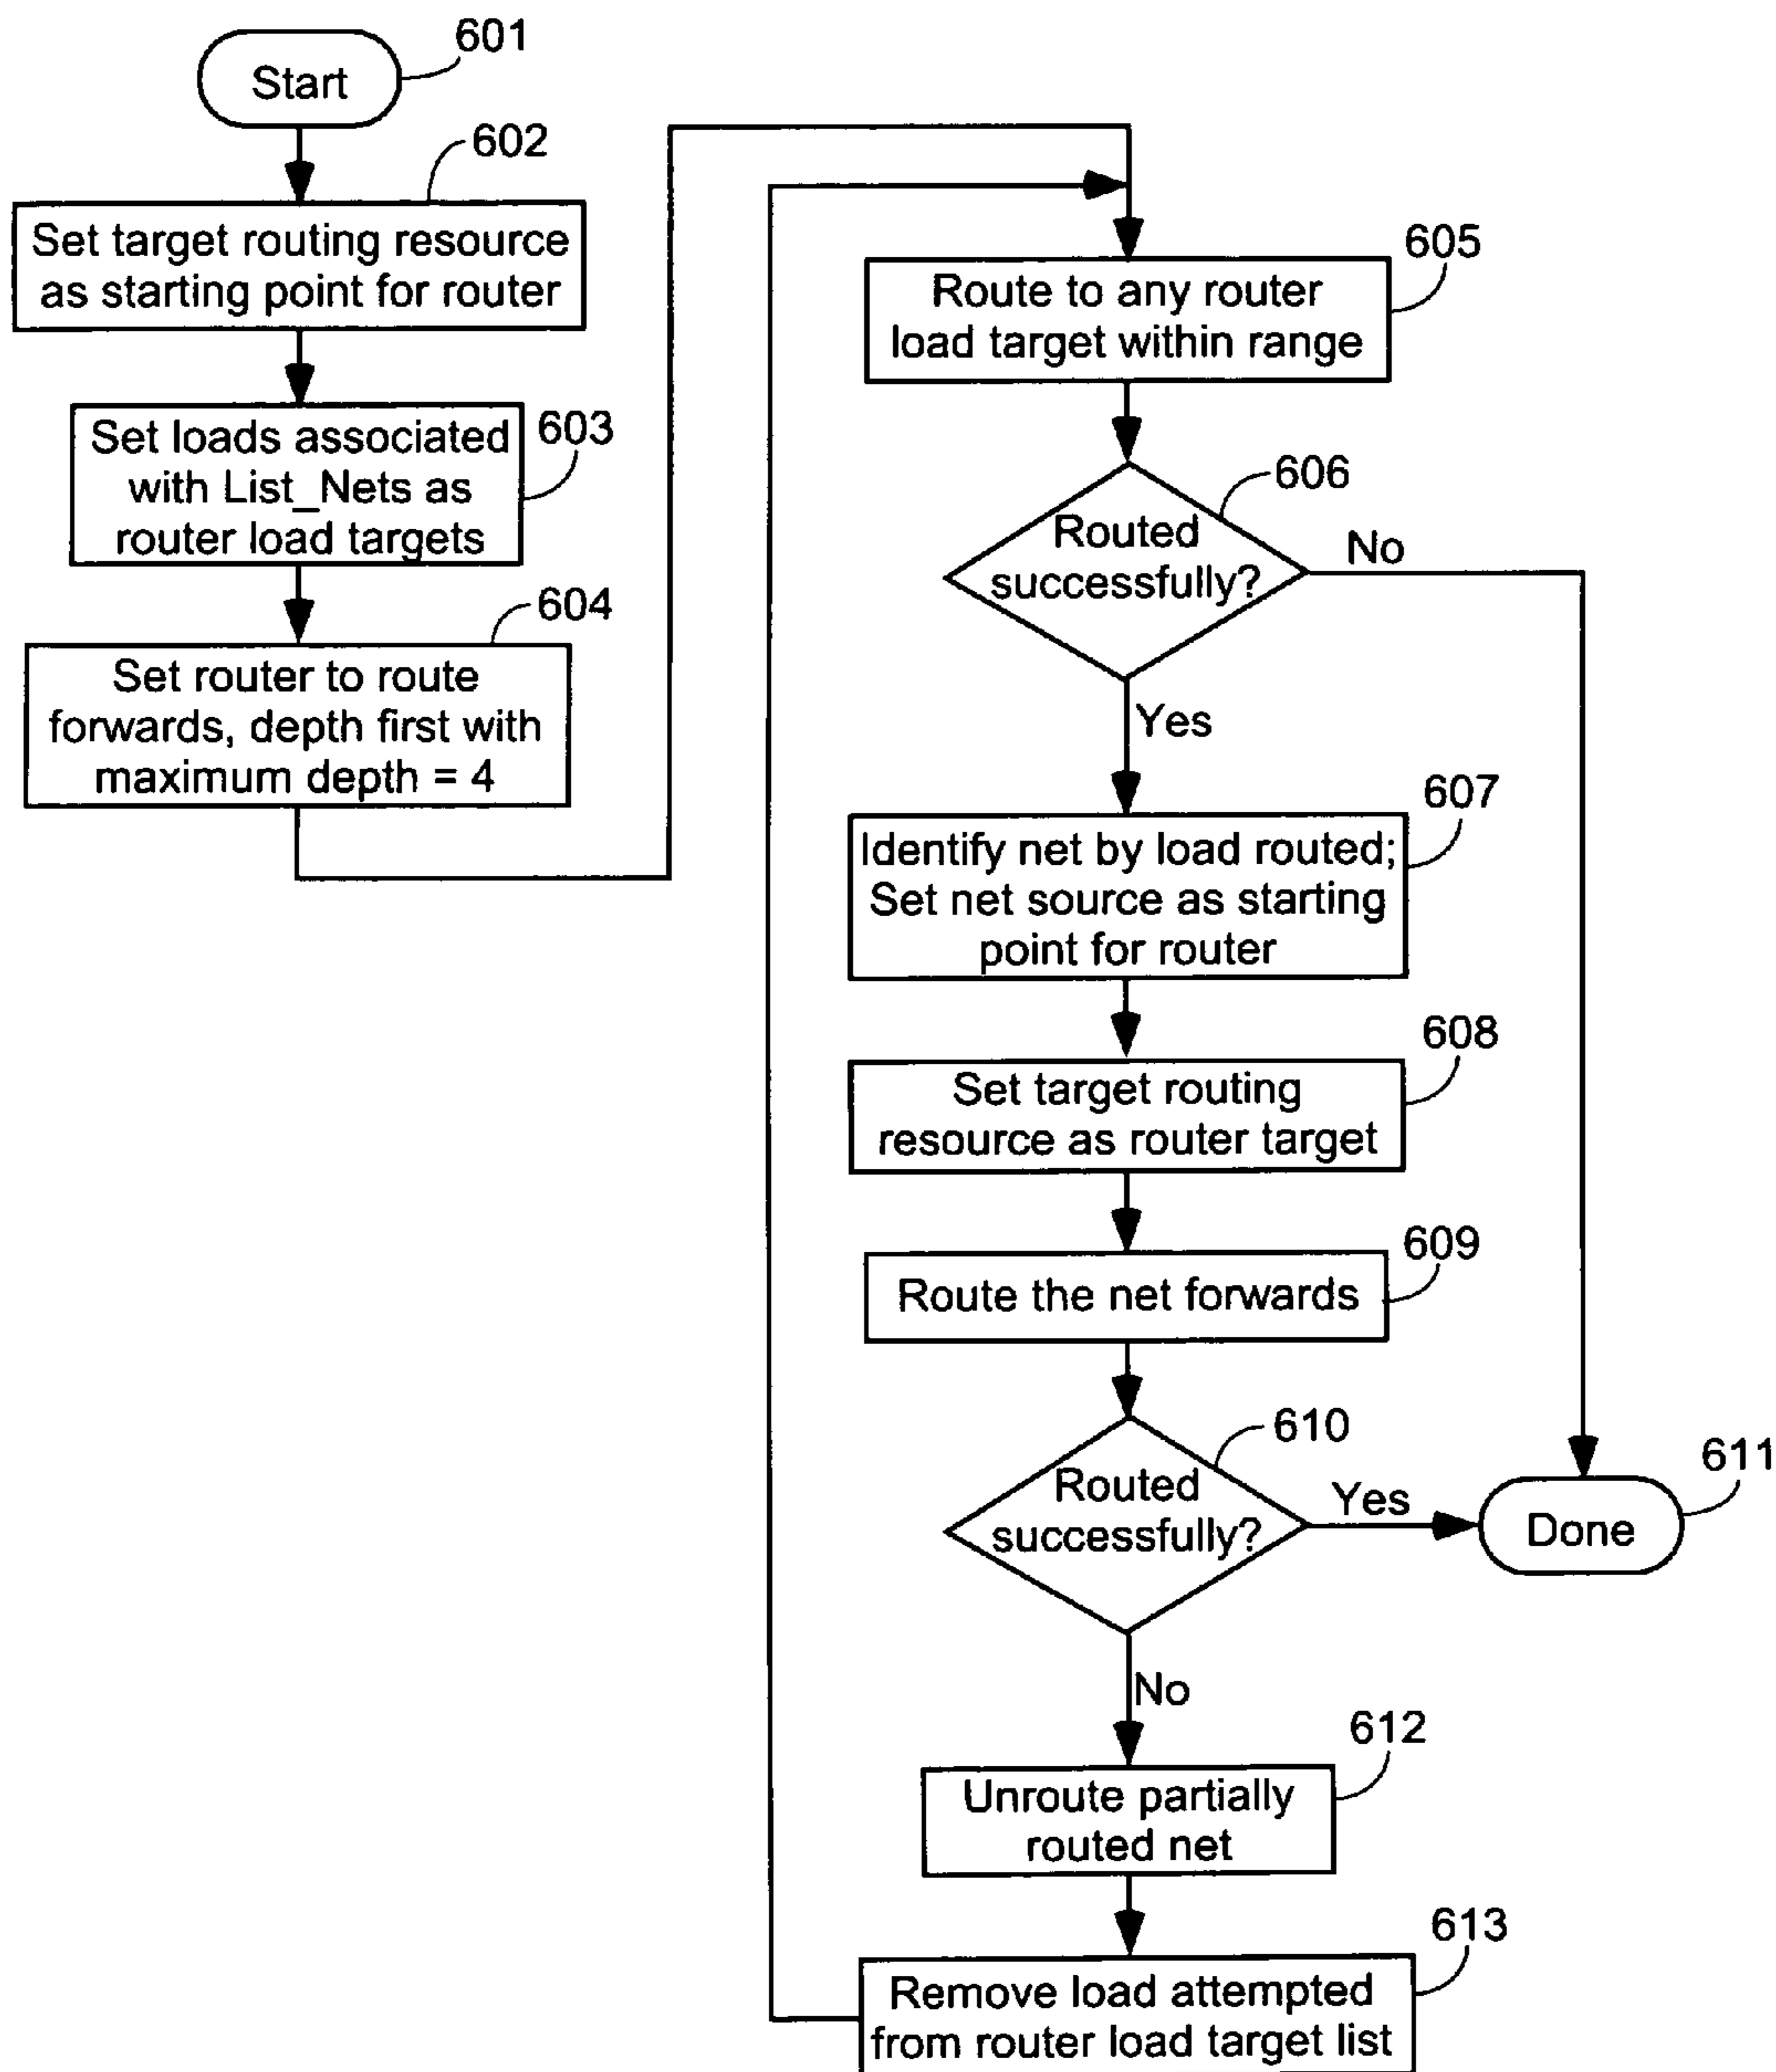 601
Start
602
Set target routing resource
as starting point for router
603
Set loads associated
with List_Nets as
router load targets
604
Set router to route
forwards, depth first with
maximum depth = 4
605
Route to any router
load target within range
606
Routed
successfully?
No
Yes
607
Identify net by load routed;
Set net source as starting
point for router
608
Set target routing
resource as router target
609
Route the net forwards
610
Routed
successfully?
Yes
611
Done
No
612
Unroute partially
routed net
613
Remove load attempted
from router load target list